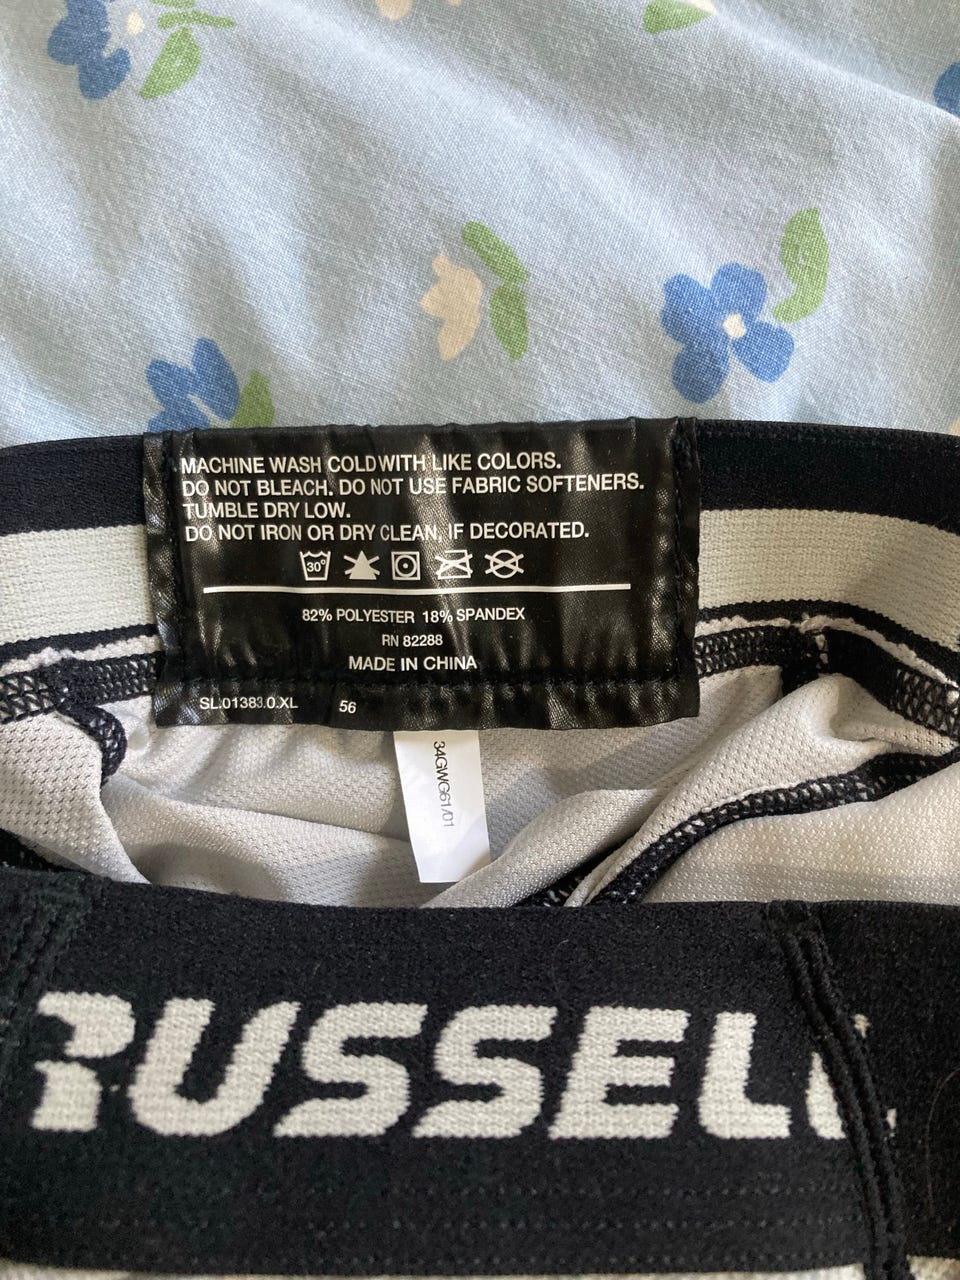 MACHINE WASH COLD WITH LIKE COLORS.
DO NOT BLEACH. DO NOT USE FABRIC SOFTENERS.
TUMBLE DRY LOW.
DO NOT IRON OR DRY CLEAN, IF DECORATED.
30°
82% POLYESTER 18% SPANDEX
RN 82288
MADE IN CHINA
SL:01383.0.XL 56
34GWG61/01
RUSSELL